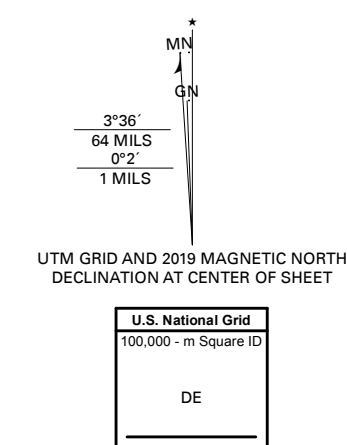 ★
MN
GN
3°36´
64 MILS
0°2´
1 MILS
UTM GRID AND 2019 MAGNETIC NORTH
DECLINATION AT CENTER OF SHEET
U.S. National Grid
100,000 - m Square ID
DE